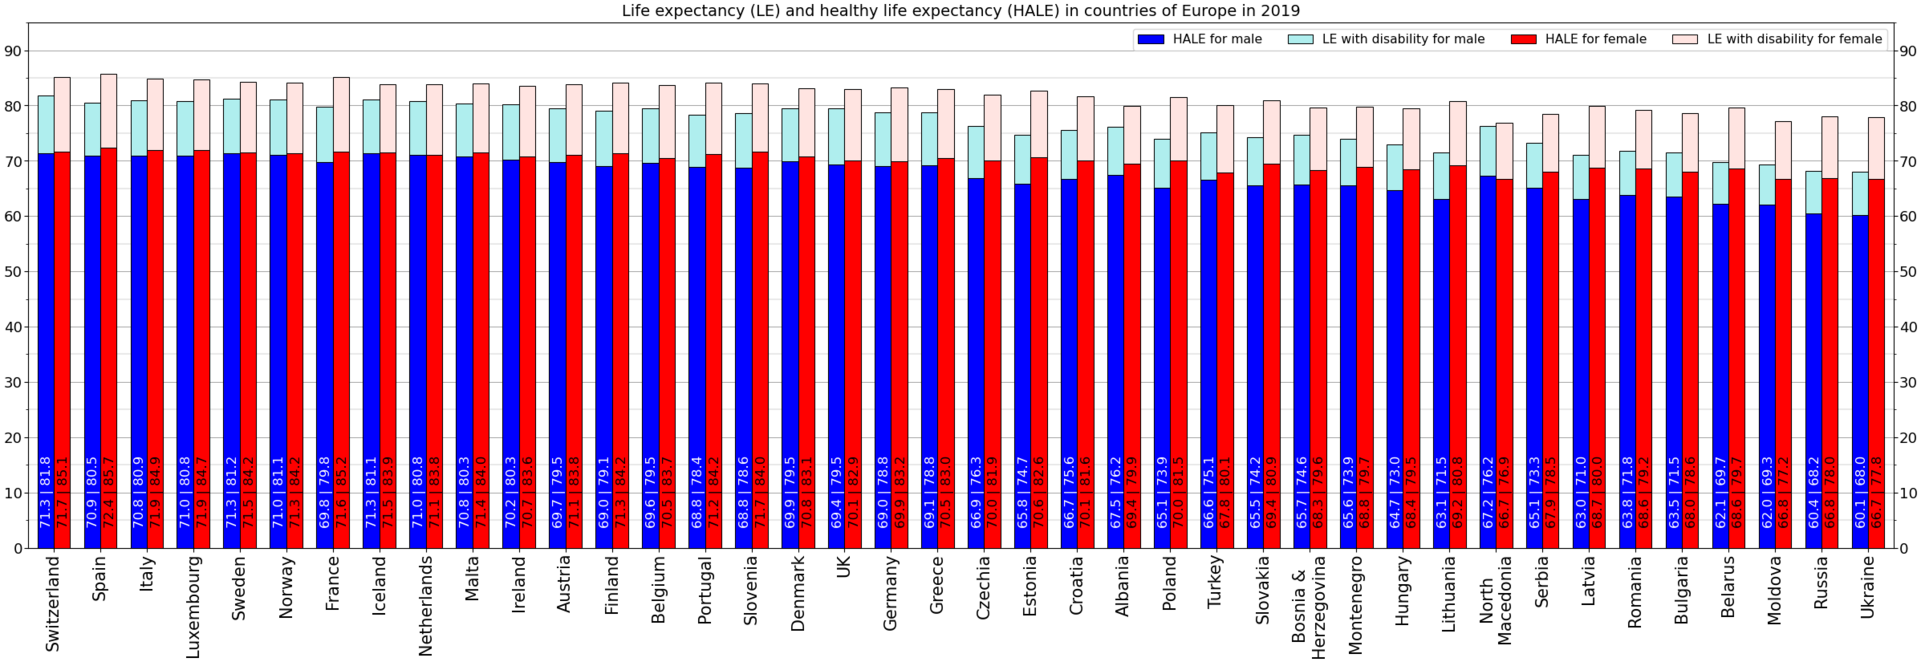 Life expectancy (LE) and healthy life expectancy (HALE) in countries of Europe in 2019
HALE for male
LE with disability for male
HALE for female
LE with disability for female
90
80
70
60
50
40
30
20
10
0
90
80
70
60
50
40
30
20
10
0
71.3 | 81.8
71.7 | 85.1
70.9 | 80.5
72.4 | 85.7
70.8 | 80.9
71.9 | 84.9
71.0 | 80.8
71.9 | 84.7
71.3 | 81.2
71.5 | 84.2
71.0 | 81.1
71.3 | 84.2
69.8 | 79.8
71.6 | 85.2
71.3 | 81.1
71.5 | 83.9
71.0 | 80.8
71.1 | 83.8
70.8 | 80.3
71.4 | 84.0
70.2 | 80.3
70.7 | 83.6
69.7 | 79.5
71.1 | 83.8
69.0 | 79.1
71.3 | 84.2
69.6 | 79.5
70.5 | 83.7
68.8 | 78.4
71.2 | 84.2
68.8 | 78.6
71.7 | 84.0
69.9 | 79.5
70.8 | 83.1
69.4 | 79.5
70.1 | 82.9
69.0 | 78.8
69.9 | 83.2
69.1 | 78.8
70.5 | 83.0
66.9 | 76.3
70.0 | 81.9
65.8 | 74.7
70.6 | 82.6
66.7 | 75.6
70.1 | 81.6
67.5 | 76.2
69.4 | 79.9
65.1 | 73.9
70.0 | 81.5
66.6 | 75.1
67.8 | 80.1
65.5 | 74.2
69.4 | 80.9
65.7 | 74.6
68.3 | 79.6
65.6 | 73.9
68.8 | 79.7
64.7 | 73.0
68.4 | 79.5
63.1 | 71.5
69.2 | 80.8
67.2 | 76.2
66.7 | 76.9
65.1 | 73.3
67.9 | 78.5
63.0 | 71.0
68.7 | 80.0
63.8 | 71.8
68.6 | 79.2
63.5 | 71.5
68.0 | 78.6
62.1 | 69.7
68.6 | 79.7
62.0 | 69.3
66.8 | 77.2
60.4 | 68.2
66.8 | 78.0
60.1 | 68.0
66.7 | 77.8
Switzerland
Spain
Italy
Luxembourg
Sweden
Norway
France
Iceland
Netherlands
Malta
Ireland
Austria
Finland
Belgium
Portugal
Slovenia
Denmark
UK
Germany
Greece
Czechia
Estonia
Croatia
Albania
Poland
Turkey
Slovakia
Bosnia &
Herzegovina
Montenegro
Hungary
Lithuania
North
Macedonia
Serbia
Latvia
Romania
Bulgaria
Belarus
Moldova
Russia
Ukraine